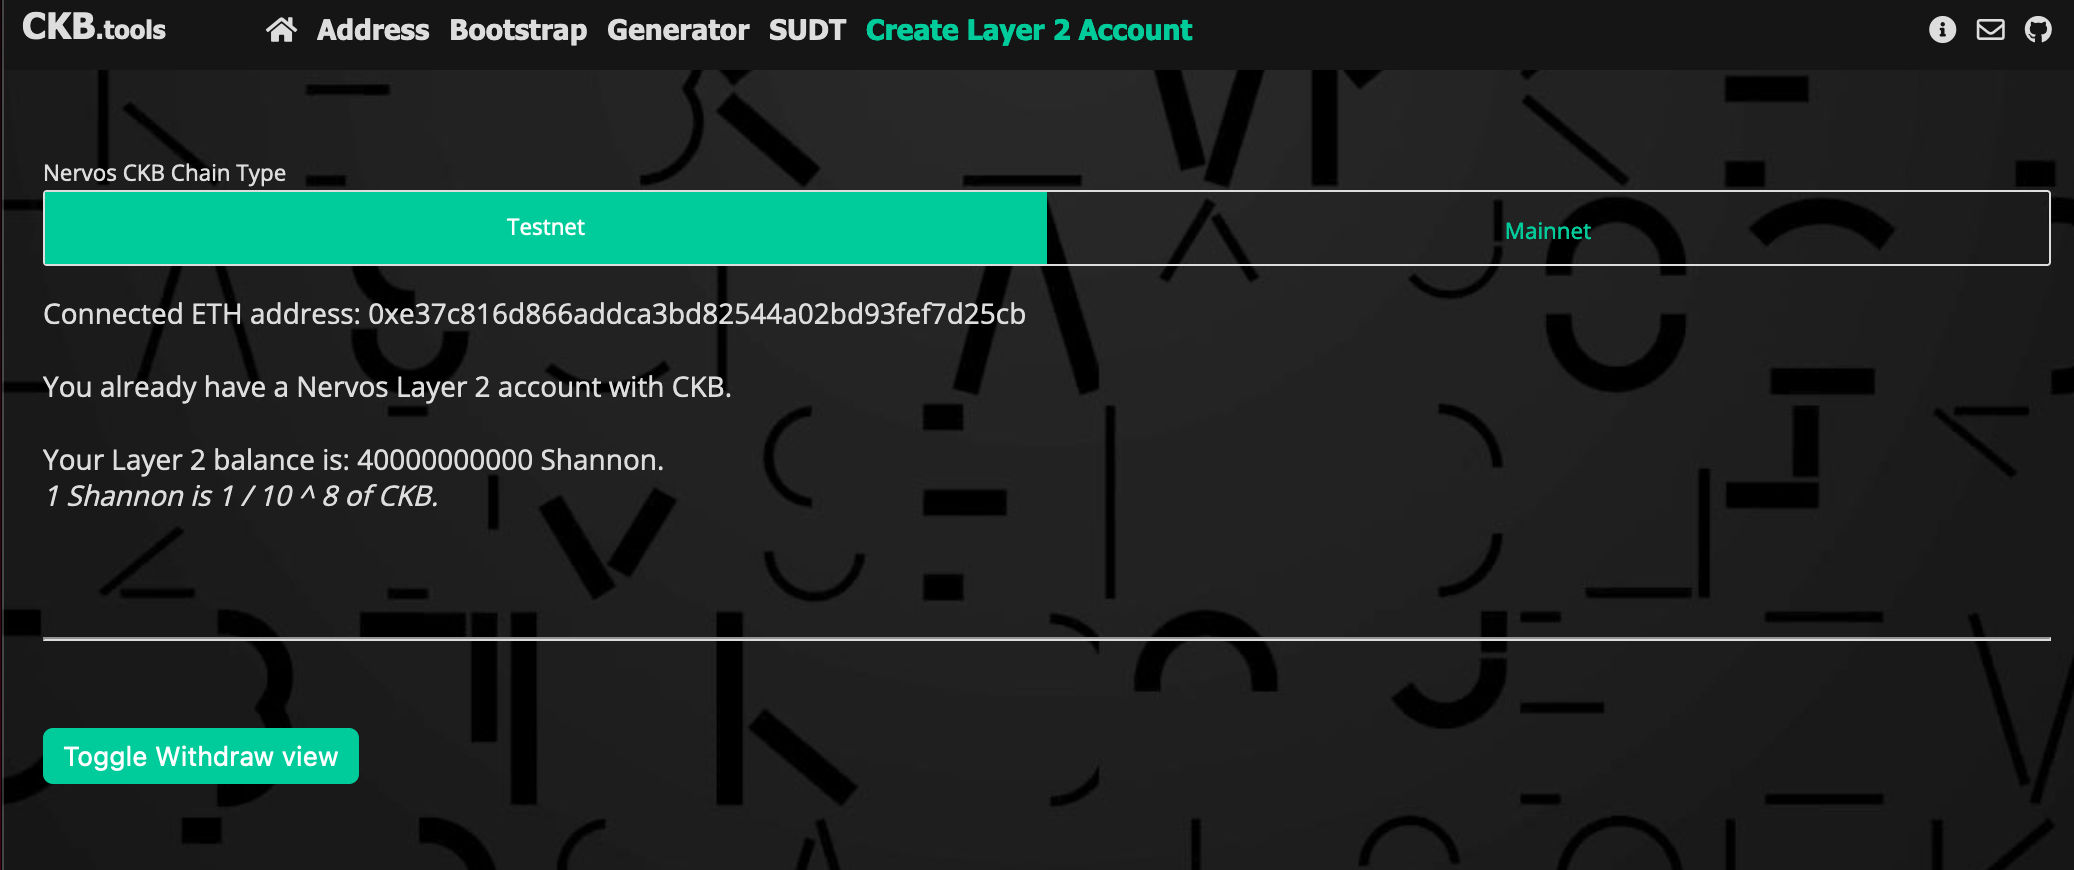 CKB.tools Address Bootstrap Generator SUDT Create Layer 2 Account
Nervos CKB Chain Type
Testnet Mainnet
Connected ETH address: 0xe37c816d866addca3bd82544a02bd93fef7d25cb
You already have a Nervos Layer 2 account with CKB.
Your Layer 2 balance is: 40000000000 Shannon.
1 Shannon is 1 / 10 ^ 8 of CKB.
Toggle Withdraw view